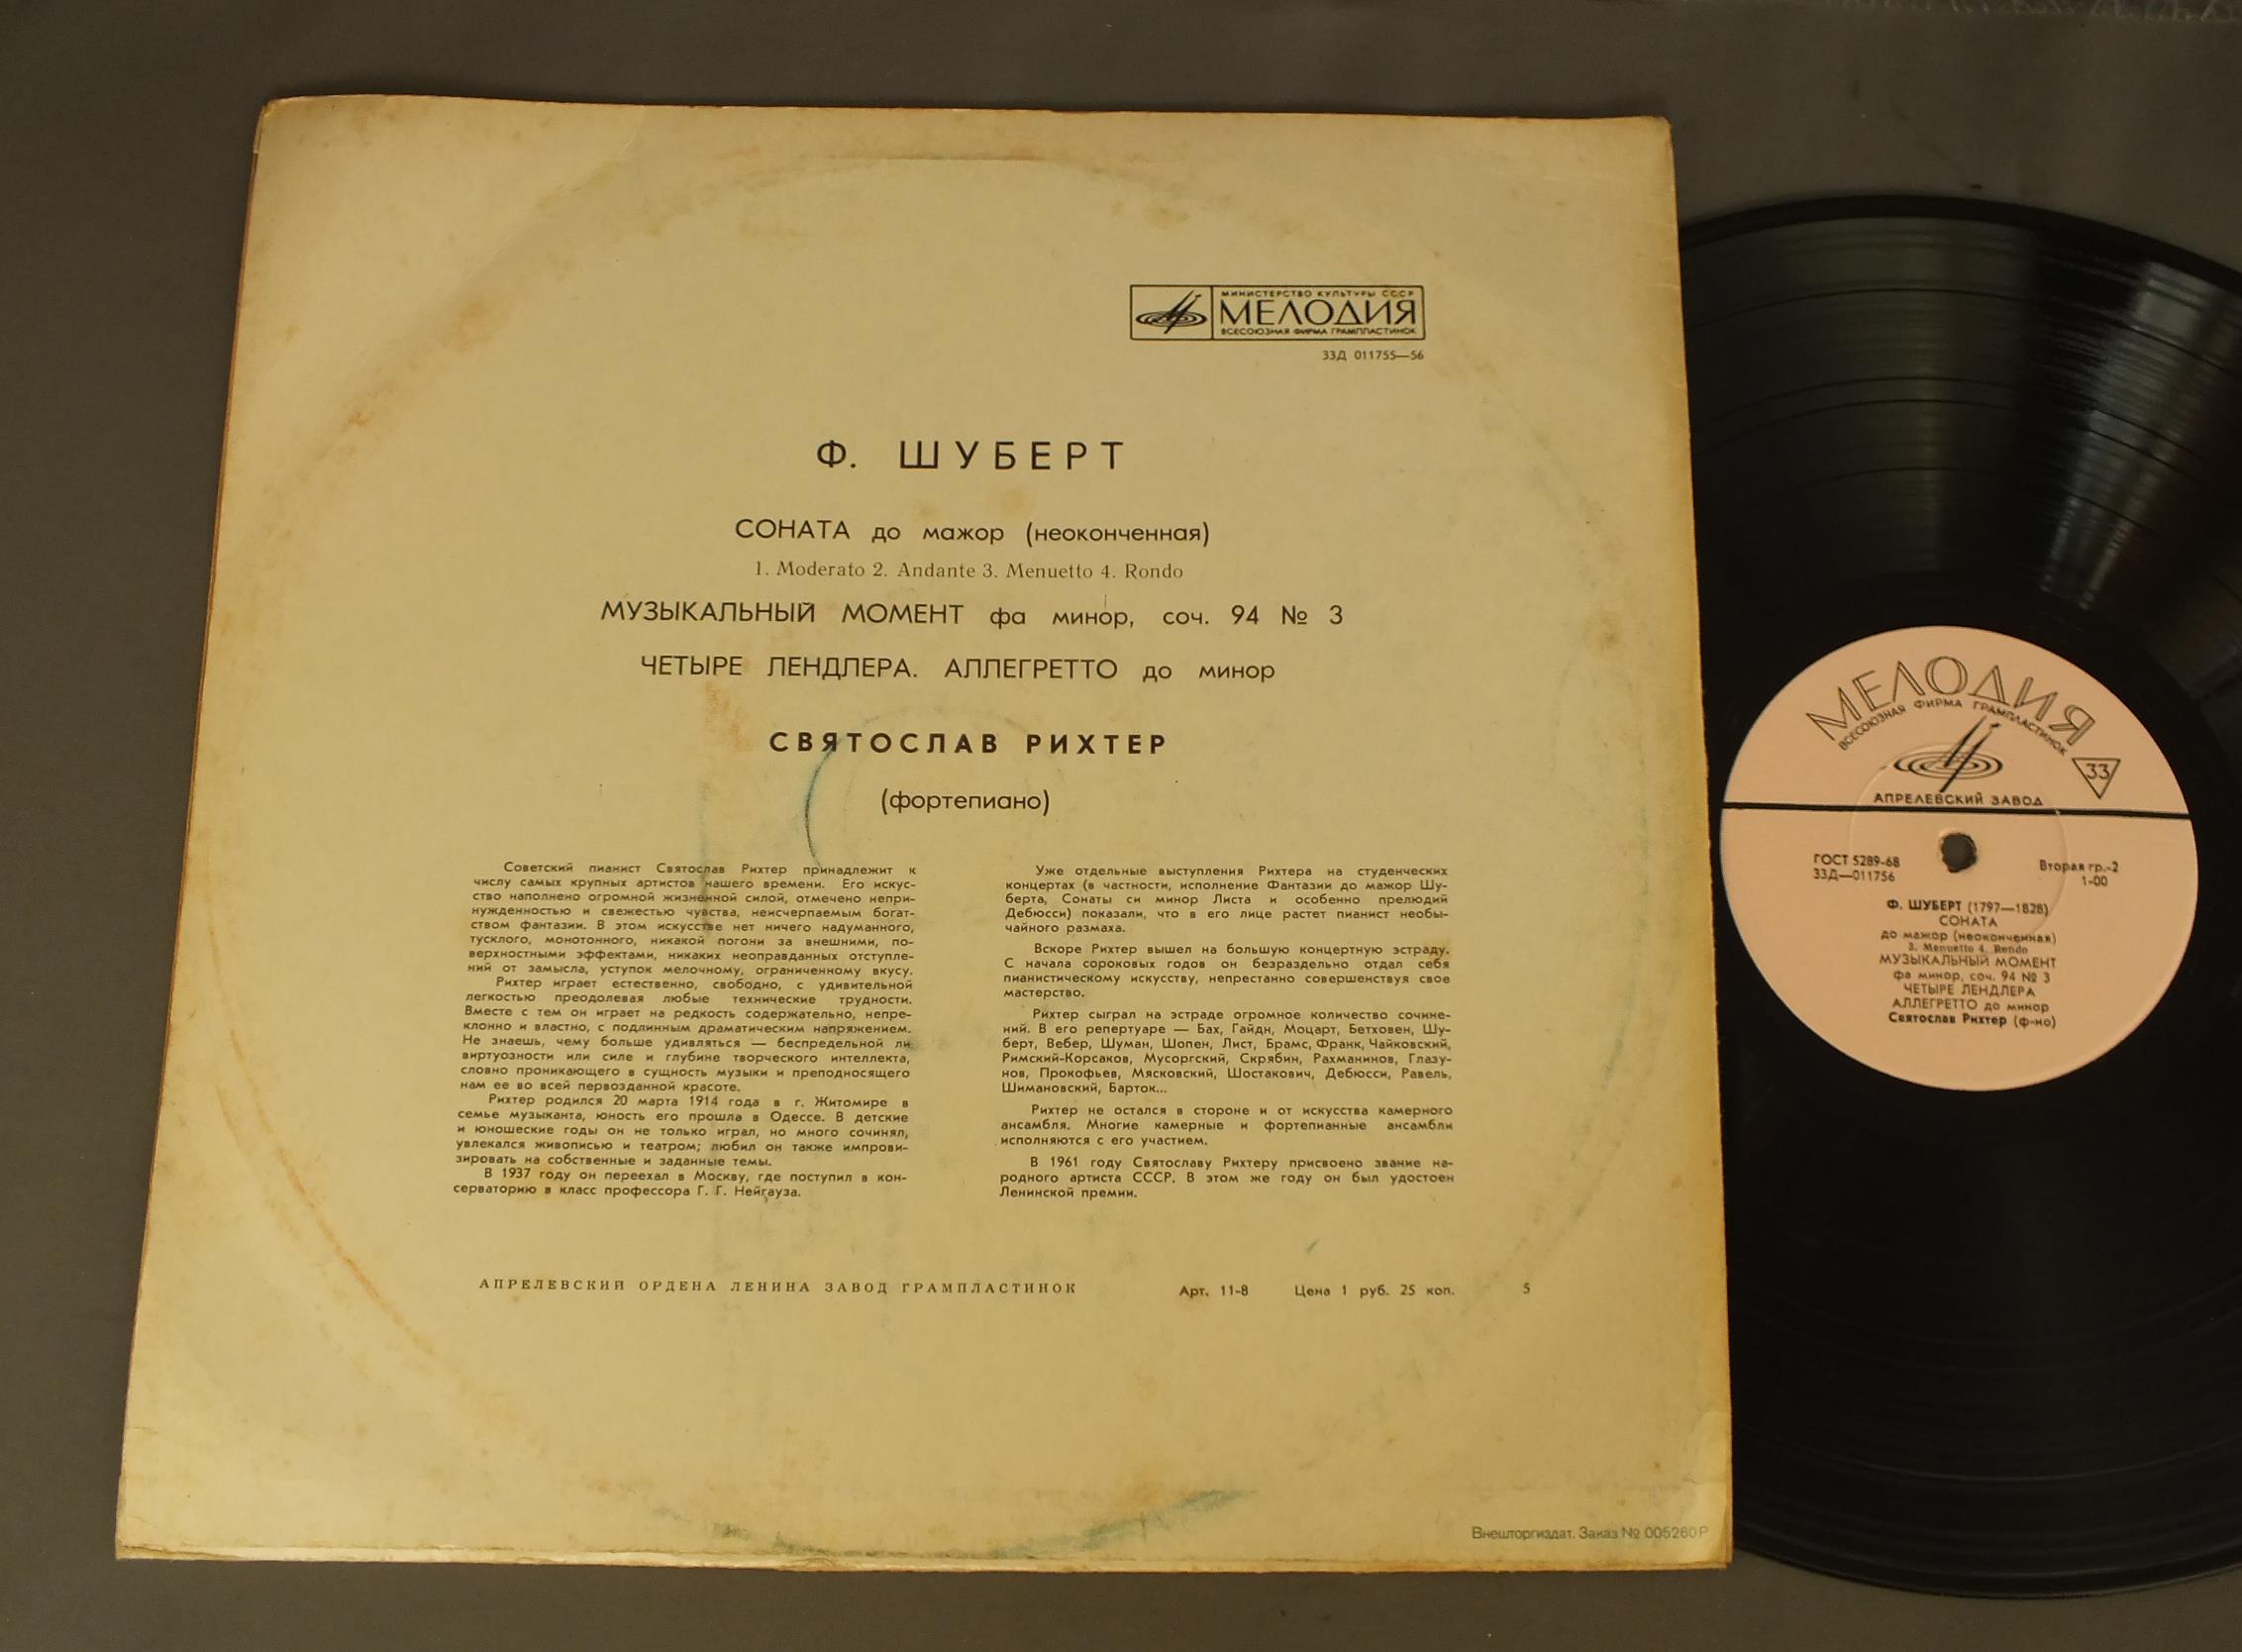 МИНИСТЕРСТВО КУЛЬТУРЫ СССР
МЕЛОДИЯ
ВСЕСОЮЗНАЯ ФИРМА ГРАМПЛАСТИНОК
33Д 011755—56
Ф. ШУБЕРТ
СОНАТА до мажор (неоконченная)
1. Moderato 2. Andante 3. Menuetto 4. Rondo
МУЗЫКАЛЬНЫЙ МОМЕНТ фа минор, соч. 94 № 3
ЧЕТЫРЕ ЛЕНДЛЕРА. АЛЛЕГРЕТТО до минор
СВЯТОСЛАВ РИХТЕР
(фортепиано)
Советский пианист Святослав Рихтер принадлежит к
числу самых крупных артистов нашего времени. Его искус-
ство наполнено огромной жизненной силой, отмечено непри-
нужденностью и свежестью чувства, неисчерпаемым богат-
ством фантазии. В этом искусстве нет ничего надуманного,
тусклого, монотонного, никакой погони за внешними, по-
верхностными эффектами, никаких неоправданных отступле-
ний от замысла, уступок мелочному, ограниченному вкусу.
Рихтер играет естественно, свободно, с удивительной
легкостью преодолевая любые технические трудности.
Вместе с тем он играет на редкость содержательно, непре-
клонно и властно, с подлинным драматическим напряжением.
Не знаешь, чему больше удивляться — беспредельной ли
виртуозности или силе и глубине творческого интеллекта,
словно проникающего в сущность музыки и преподносящего
нам ее во всей первозданной красоте.
Рихтер родился 20 марта 1914 года в г. Житомире в
семье музыканта, юность его прошла в Одессе. В детские
и юношеские годы он не только играл, но много сочинял,
увлекался живописью и театром; любил он также импрови-
зировать на собственные и заданные темы.
В 1937 году он переехал в Москву, где поступил в кон-
серваторию в класс профессора Г. Г. Нейгауза.
Уже отдельные выступления Рихтера на студенческих
концертах (в частности, исполнение Фантазии до мажор Шу-
берта, Сонаты си минор Листа и особенно прелюдий
Дебюсси) показали, что в его лице растет пианист необы-
чайного размаха.
Вскоре Рихтер вышел на большую концертную эстраду.
С начала сороковых годов он безраздельно отдал себя
пианистическому искусству, непрестанно совершенствуя свое
мастерство.
Рихтер сыграл на эстраде огромное количество сочине-
ний. В его репертуаре — Бах, Гайдн, Моцарт, Бетховен, Шу-
берт, Вебер, Шуман, Шопен, Лист, Брамс, Франк, Чайковский,
Римский-Корсаков, Мусоргский, Скрябин, Рахманинов, Глазу-
нов, Прокофьев, Мясковский, Шостакович, Дебюсси, Равель,
Шимановский, Барток...
Рихтер не остался в стороне и от искусства камерного
ансамбля. Многие камерные и фортепианные ансамбли
исполняются с его участием.
В 1961 году Святославу Рихтеру присвоено звание на-
родного артиста СССР. В этом же году он был удостоен
Ленинской премии.
АПРЕЛЕВСКИЙ ОРДЕНА ЛЕНИНА ЗАВОД ГРАМПЛАСТИНОК
Арт. 11-8 Цена 1 руб. 25 коп. 5
Внешторгиздат. Заказ № 005260Р
МЕЛОДИЯ
ВСЕСОЮЗНАЯ ФИРМА ГРАМПЛАСТИНОК
33
АПРЕЛЕВСКИЙ ЗАВОД
ГОСТ 5289-68
33Д—011756
Вторая гр.-2
1-00
Ф. ШУБЕРТ (1797—1828)
СОНАТА
до мажор (неоконченная)
3. Menuetto 4. Rondo
МУЗЫКАЛЬНЫЙ МОМЕНТ
фа минор, соч. 94 № 3
ЧЕТЫРЕ ЛЕНДЛЕРА
АЛЛЕГРЕТТО до минор
Святослав Рихтер (ф-но)